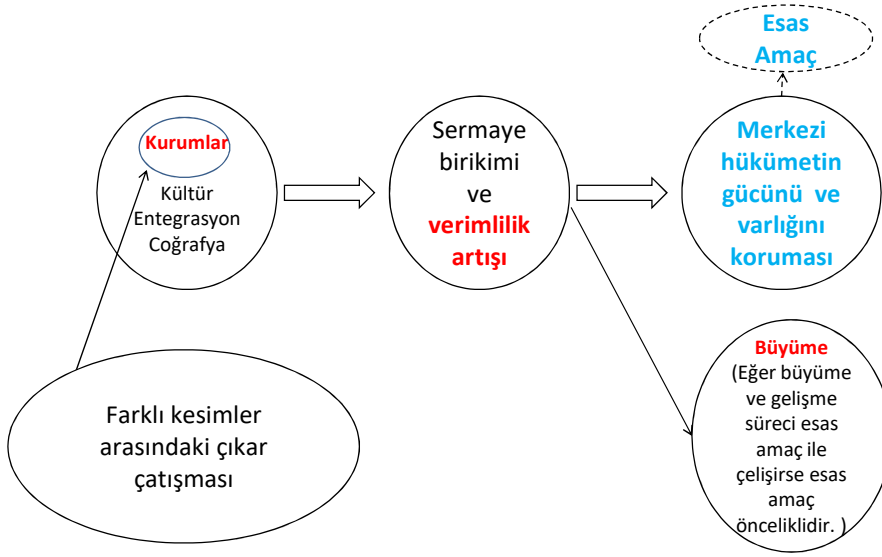 Esas
Amaç
Kurumlar
Kültür
Entegrasyon
Coğrafya
Sermaye
birikimi
ve
verimlilik
artışı
Merkezi
hükümetin
gücünü ve
varlığını
koruması
Farklı kesimler
arasındaki çıkar
çatışması
Büyüme
(Eğer büyüme
ve gelişme
süreci esas
amaç ile
çelişirse esas
amaç
önceliklidir. )